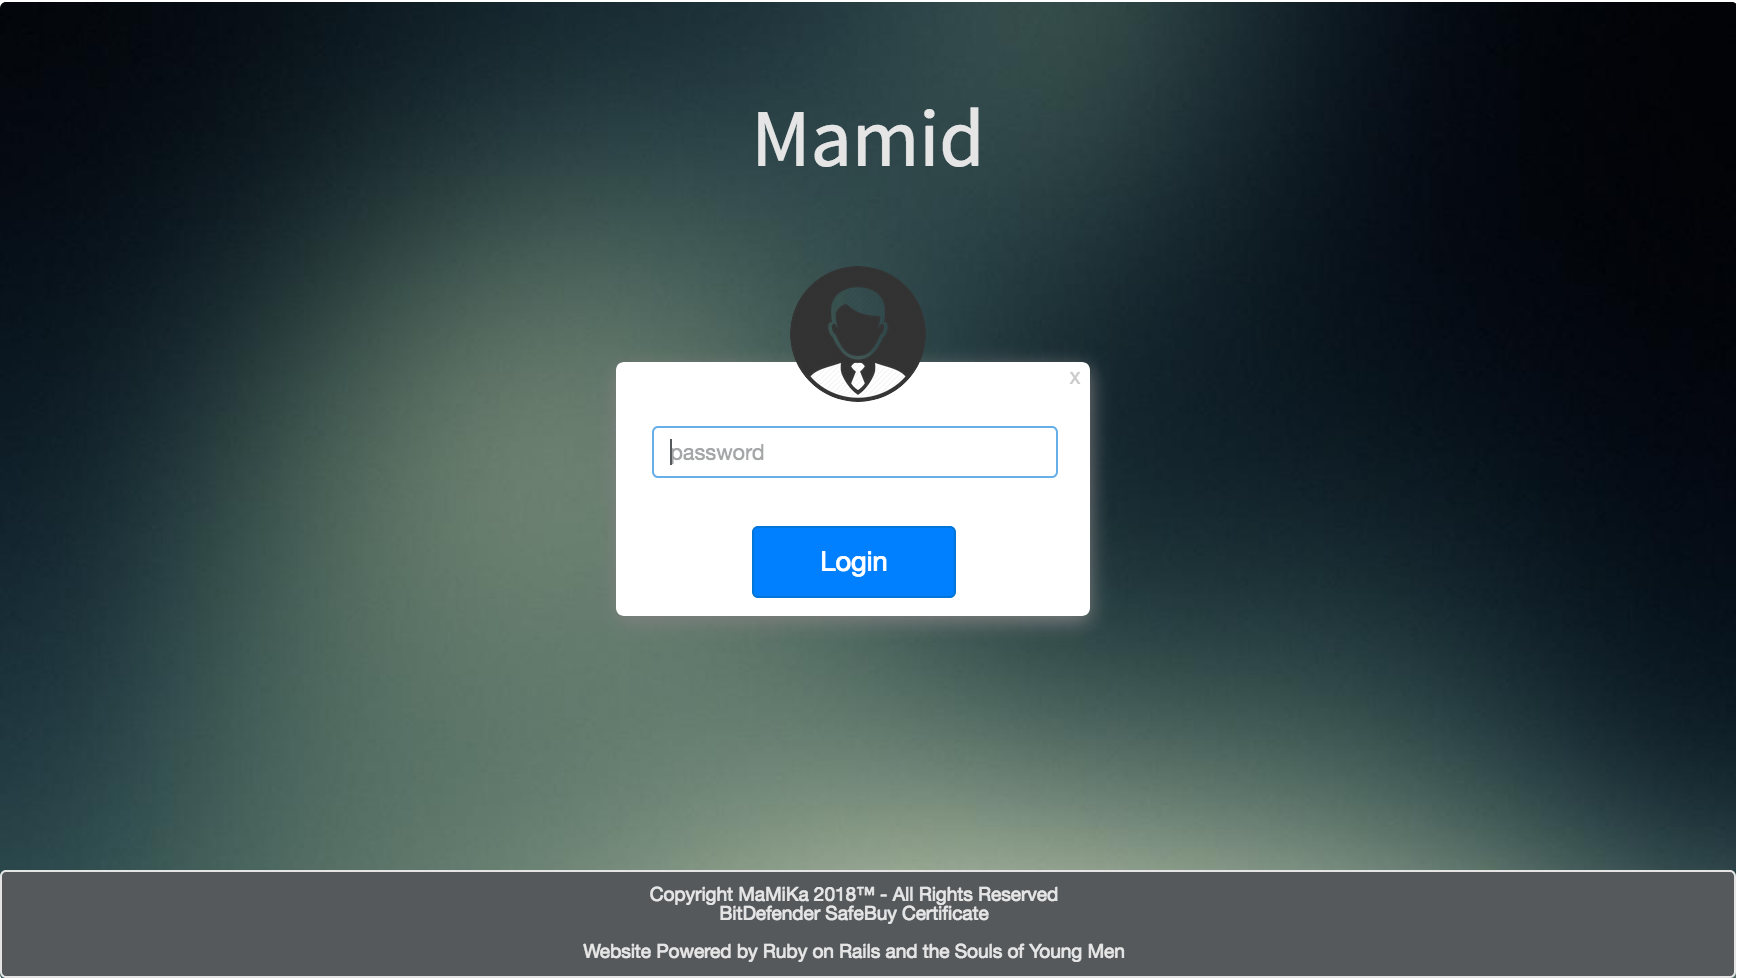 Mamid
x
password
Login
Copyright MaMiKa 2018™ - All Rights Reserved
BitDefender SafeBuy Certificate
Website Powered by Ruby on Rails and the Souls of Young Men